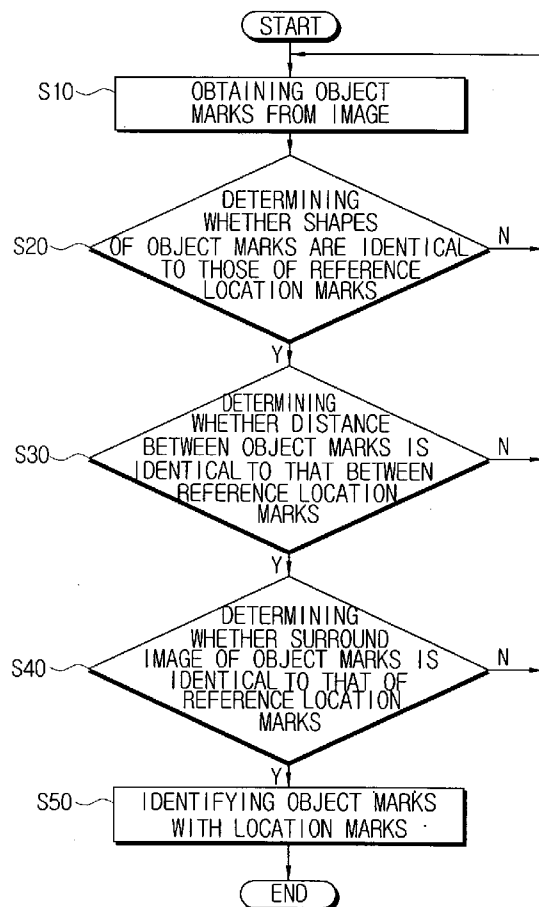 START
S10
OBTAINING OBJECT
MARKS FROM IMAGE
DETERMINING
WHETHER SHAPES
S20
OF OBJECT MARKS ARE IDENTICAL
N
TO THOSE OF REFERENCE
LOCATION MARKS
Y
DETERMINING
WHETHER DISTANCE
S30
BETWEEN OBJECT MARKS IS
N
IDENTICAL TO THAT BETWEEN
REFERENCE LOCATION
MARKS
Y
DETERMINING
WHETHER SURROUND
S40
IMAGE OF OBJECT MARKS IS
N
IDENTICAL TO THAT OF
REFERENCE LOCATION
MARKS
Y
S50
IDENTIFYING OBJECT MARKS
WITH LOCATION MARKS
END